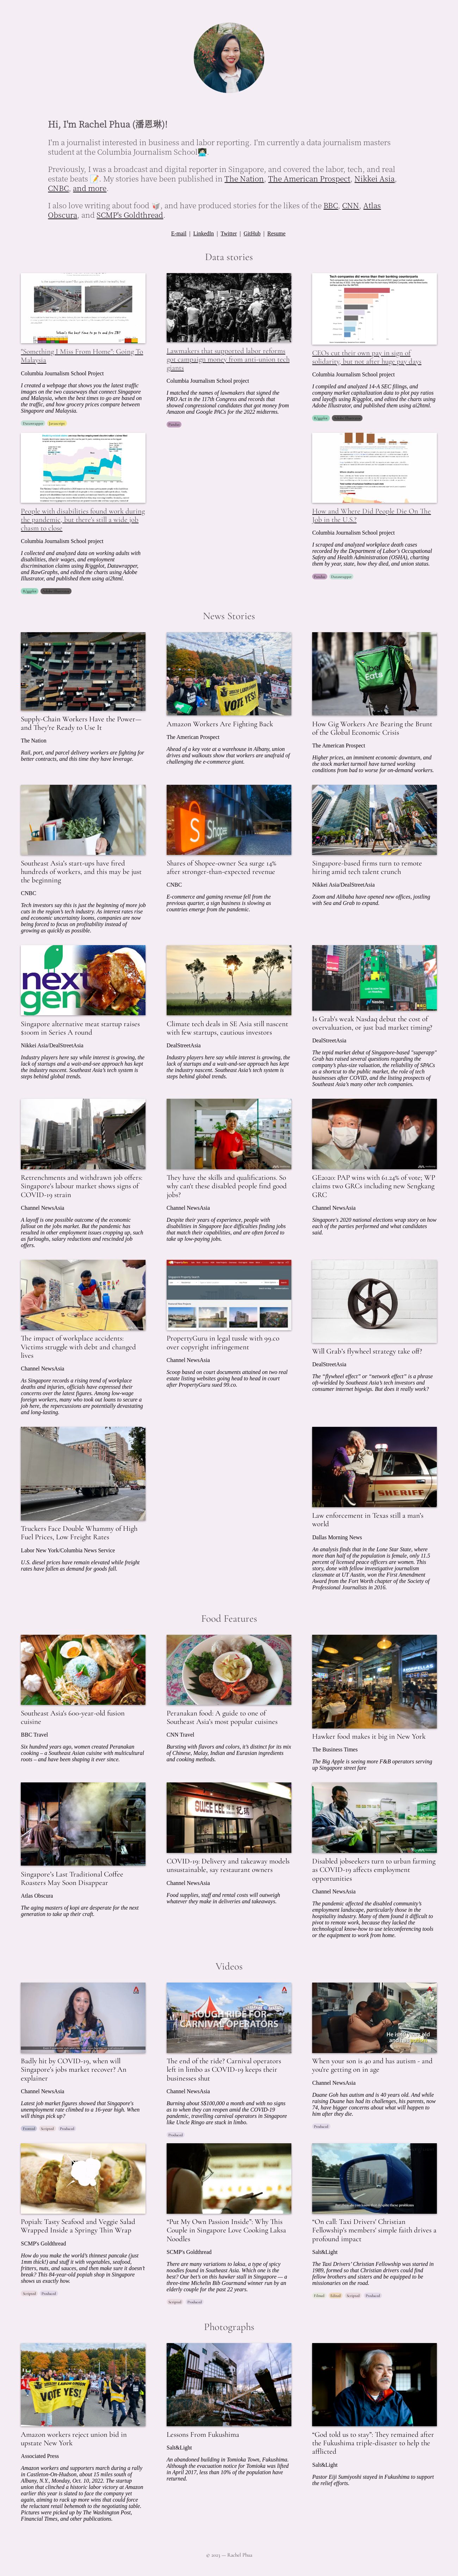 Hi, I'm Rachel Phua (潘恩琳)!
I'm a journalist interested in business and labor reporting. I'm currently a data journalism masters
student at the Columbia Journalism School
Previously, I was a broadcast and digital reporter in Singapore, and covered the labor, tech, and real
estate beats. My stories have been published in The Nation, The American Prospect, Nikkei Asia,
CNBC, and more.
I also love writing about food, and have produced stories for the likes of the BBC, CNN, Atlas
Obscura, and SCMP's Goldthread.
E-mail | LinkedIn | Twitter | GitHub | Resume
Data stories
"Something I Miss From Home": Going To
Malaysia
Columbia Journalism School Project
I created a webpage that shows you the latest traffic
images on the two causeways that connect Singapore
and Malaysia, when the best times to go are based on
the traffic, and how grocery prices compare between
Singapore and Malaysia.
Datawrapper Javascript
Lawmakers that supported labor reforms
got campaign money from anti-union tech
giants
Columbia Journalism School project
I matched the names of lawmakers that signed the
PRO Act in the 117th Congress and records that
showed congressional candidates receiving money from
Amazon and Google PACs for the 2022 midterms.
Pandas
Tech companies did worse than their banking counterparts
CEOs cut their own pay in sign of
solidarity, but not after huge pay days
Columbia Journalism School project
I compiled and analyzed 14-A SEC filings, and
company market capitalization data to plot pay ratios
and layoffs using R/ggplot, and edited the charts using
Adobe Illustrator, and published them using ai2html.
R/ggplot Adobe Illustrator
People with disabilities found work during
the pandemic, but there's still a wide job
chasm to close
Columbia Journalism School project
I collected and analyzed data on working adults with
disabilities, their wages, and employment
discrimination claims using R/ggplot, Datawrapper,
and RawGraphs, and edited the charts using Adobe
Illustrator, and published them using ai2html.
R/ggplot Adobe Illustrator
How and Where Did People Die On The
Job in the U.S.?
Columbia Journalism School project
I scraped and analyzed workplace death cases
recorded by the Department of Labor's Occupational
Safety and Health Administration (OSHA), charting
them by year, state, how they died, and union status.
Pandas Datawrapper
News Stories
Supply-Chain Workers Have the Power—
and They're Ready to Use It
The Nation
Rail, port, and parcel delivery workers are fighting for
better contracts, and this time they have leverage.
VOTE YES!
Amazon Workers Are Fighting Back
The American Prospect
Ahead of a key vote at a warehouse in Albany, union
drives and walkouts show that workers are unafraid of
challenging the e-commerce giant.
Uber
Eats
How Gig Workers Are Bearing the Brunt
of the Global Economic Crisis
The American Prospect
Higher prices, an imminent economic downturn, and
the stock market turmoil have turned working
conditions from bad to worse for on-demand workers.
Southeast Asia's start-ups have fired
hundreds of workers, and this may be just
the beginning
CNBC
Tech investors say this is just the beginning of more job
cuts in the region's tech industry. As interest rates rise
and economic uncertainty looms, companies are now
being forced to focus on profitability instead of
growing as quickly as possible.
Shares of Shopee-owner Sea surge 14%
after stronger-than-expected revenue
CNBC
E-commerce and gaming revenue fell from the
previous quarter, a sign business is slowing as
countries emerge from the pandemic.
Singapore-based firms turn to remote
hiring amid tech talent crunch
Nikkei Asia/DealStreetAsia
Zoom and Alibaba have opened new offices, jostling
with Sea and Grab to expand.
next
gen
Singapore alternative meat startup raises
$100m in Series A round
Nikkei Asia/DealStreetAsia
Industry players here say while interest is growing, the
lack of startups and a wait-and-see approach has kept
the industry nascent. Southeast Asia's tech system is
steps behind global trends.
Climate tech deals in SE Asia still nascent
with few startups, cautious investors
DealStreetAsia
Industry players here say while interest is growing, the
lack of startups and a wait-and-see approach has kept
the industry nascent. Southeast Asia's tech system is
steps behind global trends.
Nasdaq
Is Grab's weak Nasdaq debut the cost of
overvaluation, or just bad market timing?
DealStreetAsia
The tepid market debut of Singapore-based "superapp"
Grab has raised several questions regarding the
company's plus-size valuation, the reliability of SPACs
as a shortcut to the public market, the role of tech
businesses after COVID, and the listing prospects of
Southeast Asia's many other tech companies.
Retrenchments and withdrawn job offers:
Singapore's labour market shows signs of
COVID-19 strain
Channel NewsAsia
A layoff is one possible outcome of the economic
fallout on the jobs market. But the pandemic has
resulted in other employment issues cropping up, such
as furloughs, salary reductions and rescinded job
offers.
They have the skills and qualifications. So
why can't these disabled people find good
jobs?
Channel NewsAsia
Despite their years of experience, people with
disabilities in Singapore face difficulties finding jobs
that match their capabilities, and are often forced to
take up low-paying jobs.
GE2020: PAP wins with 61.24% of vote; WP
claims two GRCs including new Sengkang
GRC
Channel NewsAsia
Singapore's 2020 national elections wrap story on how
each of the parties performed and what candidates
said.
The impact of workplace accidents:
Victims struggle with debt and changed
lives
Channel NewsAsia
As Singapore records a rising trend of workplace
deaths and injuries, officials have expressed their
concerns over the latest figures. Among low-wage
foreign workers, many who took out loans to secure a
job here, the repercussions are potentially devastating
and long-lasting.
PropertyGuru in legal tussle with 99.co
over copyright infringement
Channel NewsAsia
Scoop based on court documents attained on two real
estate listing websites going head to head in court
after PropertyGuru sued 99.co.
Will Grab's flywheel strategy take off?
DealStreetAsia
The "flywheel effect" or "network effect" is a phrase
oft-wielded by Southeast Asia's tech investors and
consumer internet bigwigs. But does it really work?
Truckers Face Double Whammy of High
Fuel Prices, Low Freight Rates
Labor New York/Columbia News Service
U.S. diesel prices have remain elevated while freight
rates have fallen as demand for goods fall.
SHERIFF
Law enforcement in Texas still a man's
world
Dallas Morning News
An analysis finds that in the Lone Star State, where
more than half of the population is female, only 11.5
percent of licensed peace officers are women. This
story, done with fellow investigative journalism
classmate at UT Austin, won the First Amendment
Award from the Fort Worth chapter of the Society of
Professional Journalists in 2016.
Food Features
Southeast Asia's 600-year-old fusion
cuisine
BBC Travel
Six hundred years ago, women created Peranakan
cooking – a Southeast Asian cuisine with multicultural
roots – and have been shaping it ever since.
Peranakan food: A guide to one of
Southeast Asia's most popular cuisines
CNN Travel
Bursting with flavors and colors, it's distinct for its mix
of Chinese, Malay, Indian and Eurasian ingredients
and cooking methods.
Hawker food makes it big in New York
The Business Times
The Big Apple is seeing more F&B operators serving
up Singapore street fare
Singapore's Last Traditional Coffee
Roasters May Soon Disappear
Atlas Obscura
The aging masters of kopi are desperate for the next
generation to take up their craft.
COVID-19: Delivery and takeaway models
unsustainable, say restaurant owners
Channel NewsAsia
Food supplies, staff and rental costs will outweigh
whatever they make in deliveries and takeaways.
Disabled jobseekers turn to urban farming
as COVID-19 affects employment
opportunities
Channel NewsAsia
The pandemic affected the disabled community's
employment landscape, particularly those in the
hospitality industry. Many of them found it difficult to
pivot to remote work, because they lacked the
technological know-how to use teleconferencing tools
or the equipment to work from home.
Videos
Badly hit by COVID-19, when will
Singapore's jobs market recover? An
explainer
Channel NewsAsia
Latest job market figures showed that Singapore's
unemployment rate climbed to a 16-year high. When
will things pick up?
Scripted Produced
ROUGH RIDE FOR
CARNIVAL OPERATORS
The end of the ride? Carnival operators
left in limbo as COVID-19 keeps their
businesses shut
Channel NewsAsia
Burning about S$100,000 a month and with no signs
as to when they can reopen amid the COVID-19
pandemic, travelling carnival operators in Singapore
like Uncle Ringo are stuck in limbo.
Produced
When your son is 40 and has autism - and
you're getting on in age
Channel NewsAsia
Duane Goh has autism and is 40 years old. And while
raising Duane has had its challenges, his parents, now
74, have bigger concerns about what will happen to
him after they die.
Produced
Popiah: Tasty Seafood and Veggie Salad
Wrapped Inside a Springy Thin Wrap
SCMP's Goldthread
How do you make the world's thinnest pancake (just
1mm thick!) and stuff it with vegetables, seafood,
fritters, nuts, and sauces, and then make sure it doesn't
break? This 84-year-old popiah shop in Singapore
shows us exactly how.
Scripted Produced
"Put My Own Passion Inside": Why This
Couple in Singapore Love Cooking Laksa
Noodles
SCMP's Goldthread
There are many variations to laksa, a type of spicy
noodles found in Southeast Asia. Which one is the
best? Our bet's on this hawker stall in Singapore — a
three-time Michelin Bib Gourmand winner run by an
elderly couple for the past 22 years.
Scripted Produced
"On call: Taxi Drivers' Christian
Fellowship's members' simple faith drives a
profound impact
Salt&Light
The Taxi Drivers' Christian Fellowship was started in
1989, formed so that Christian drivers could find
fellow brothers and sisters and be equipped to be
missionaries on the road.
Filmed Edited Scripted Produced
Photographs
VOTE YES!
Amazon workers reject union bid in
upstate New York
Associated Press
Amazon workers and supporters march during a rally
in Castleton-On-Hudson, about 15 miles south of
Albany, N.Y., Monday, Oct. 10, 2022. The startup
union that clinched a historic labor victory at Amazon
earlier this year is slated to face the company yet
again, aiming to rack up more wins that could force
the reluctant retail behemoth to the negotiating table.
Pictures were picked up by The Washington Post,
Financial Times, and other publications.
Lessons From Fukushima
Salt&Light
An abandoned building in Tomioka Town, Fukushima.
Although the evacuation notice for Tomioka was lifted
in April 2017, less than 10% of the population have
returned.
"God told us to stay": They remained after
the Fukushima triple-disaster to help the
afflicted
Salt&Light
Pastor Eiji Sumiyoshi stayed in Fukushima to support
the relief efforts.
© 2023 — Rachel Phua